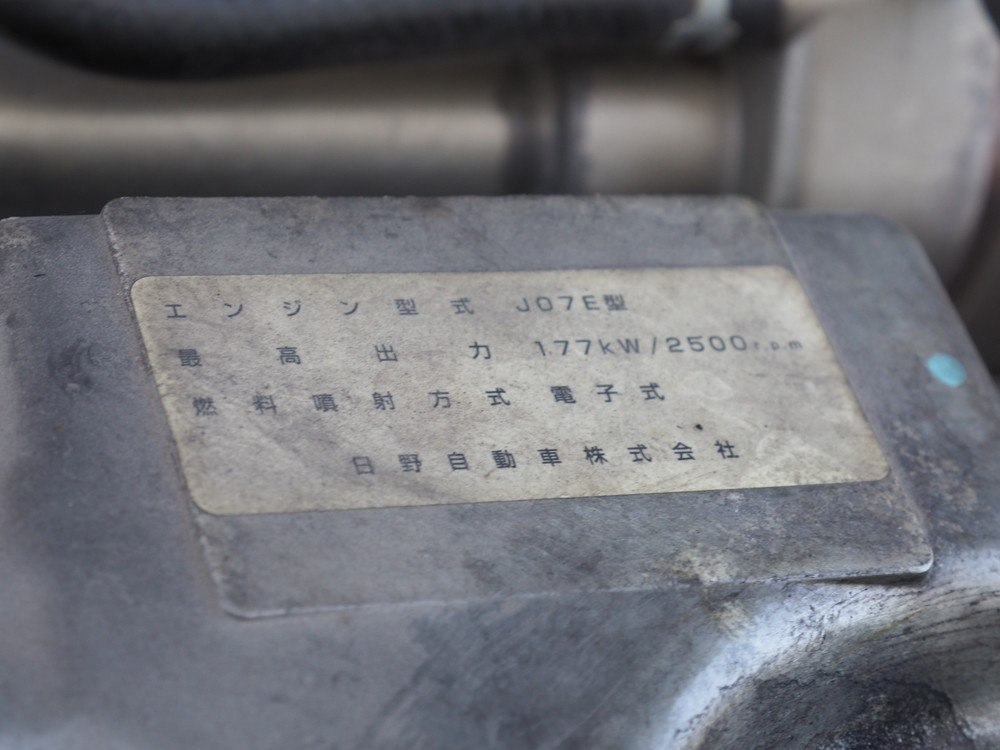 エンジン型式 J07E型
最高出力 177kW/2500r.p.m
燃料噴射方式 電子式
日野自動車株式会社